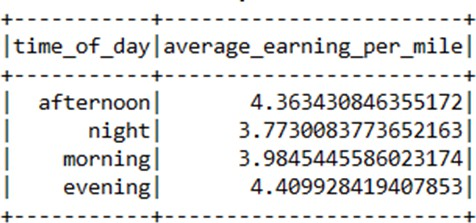 +-----------+------------------------+
|time_of_day|average_earning_per_mile|
+-----------+------------------------+
|  afternoon|       4.363430846355172|
|      night|      3.7730083773652163|
|    morning|      3.9845445586023174|
|    evening|       4.409928419407853|
+-----------+------------------------+